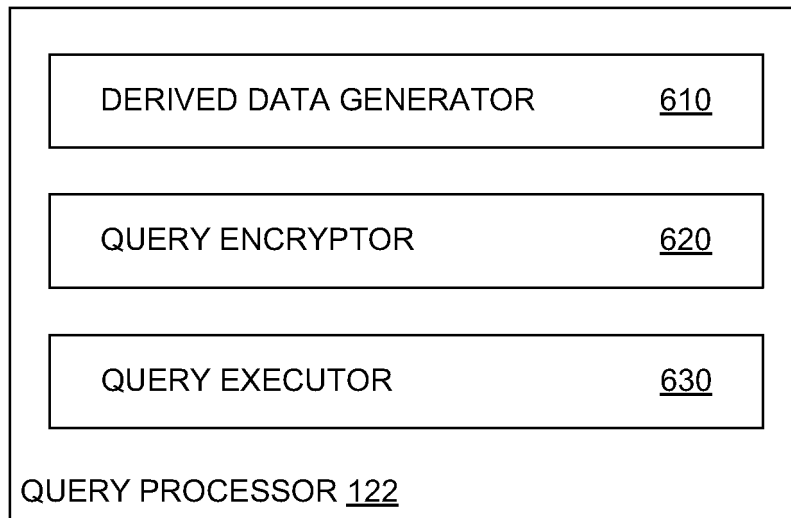 DERIVED DATA GENERATOR 610
QUERY ENCRYPTOR 620
QUERY EXECUTOR 630
QUERY PROCESSOR 122